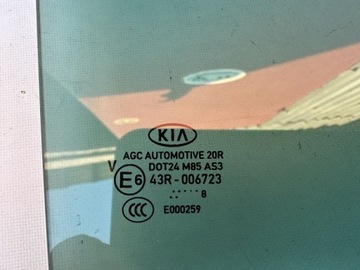 KIA
AGC AUTOMOTIVE 20R
V DOT24 M85 AS3
E6 43R-006723
8
CCC E000259